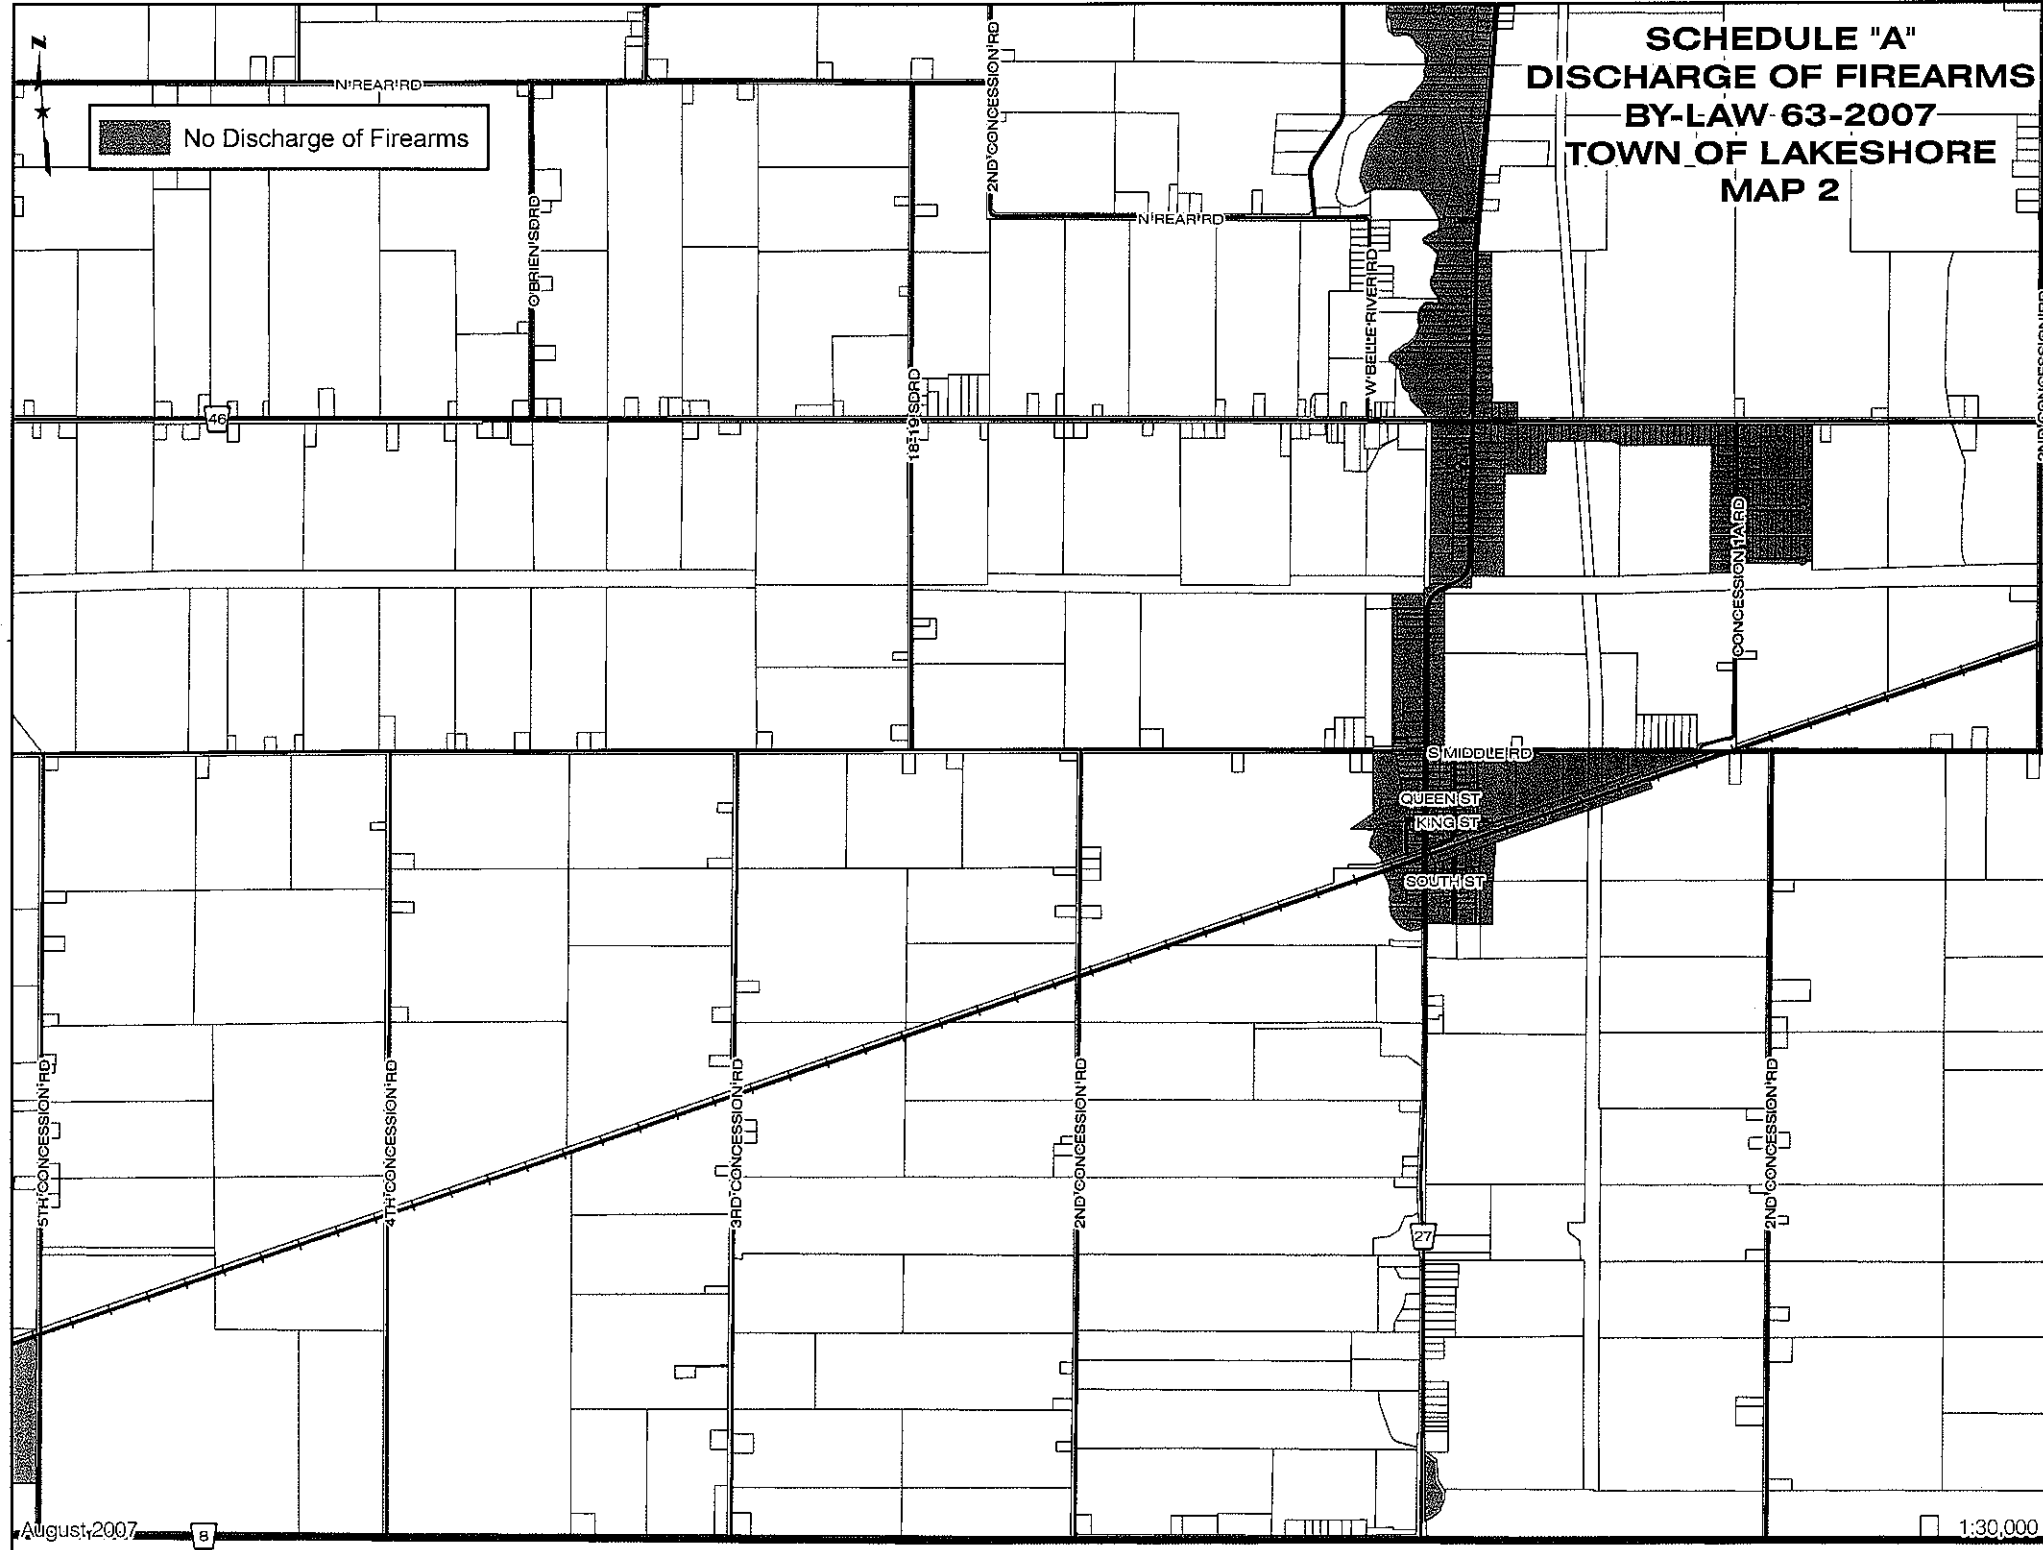 SCHEDULE "A"
DISCHARGE OF FIREARMS
BY-LAW 63-2007
TOWN OF LAKESHORE
MAP 2
N
No Discharge of Firearms
N REAR RD
2ND CONCESSION RD
N REAR RD
O'BRIEN SDRD
W BELLE RIVER RD
2ND CONCESSION RD
18-19 SDRD
46
CONCESSION 1A RD
S MIDDLE RD
QUEEN ST
KING ST
SOUTH ST
5TH CONCESSION RD
4TH CONCESSION RD
3RD CONCESSION RD
2ND CONCESSION RD
2ND CONCESSION RD
27
August 2007
8
1:30,000